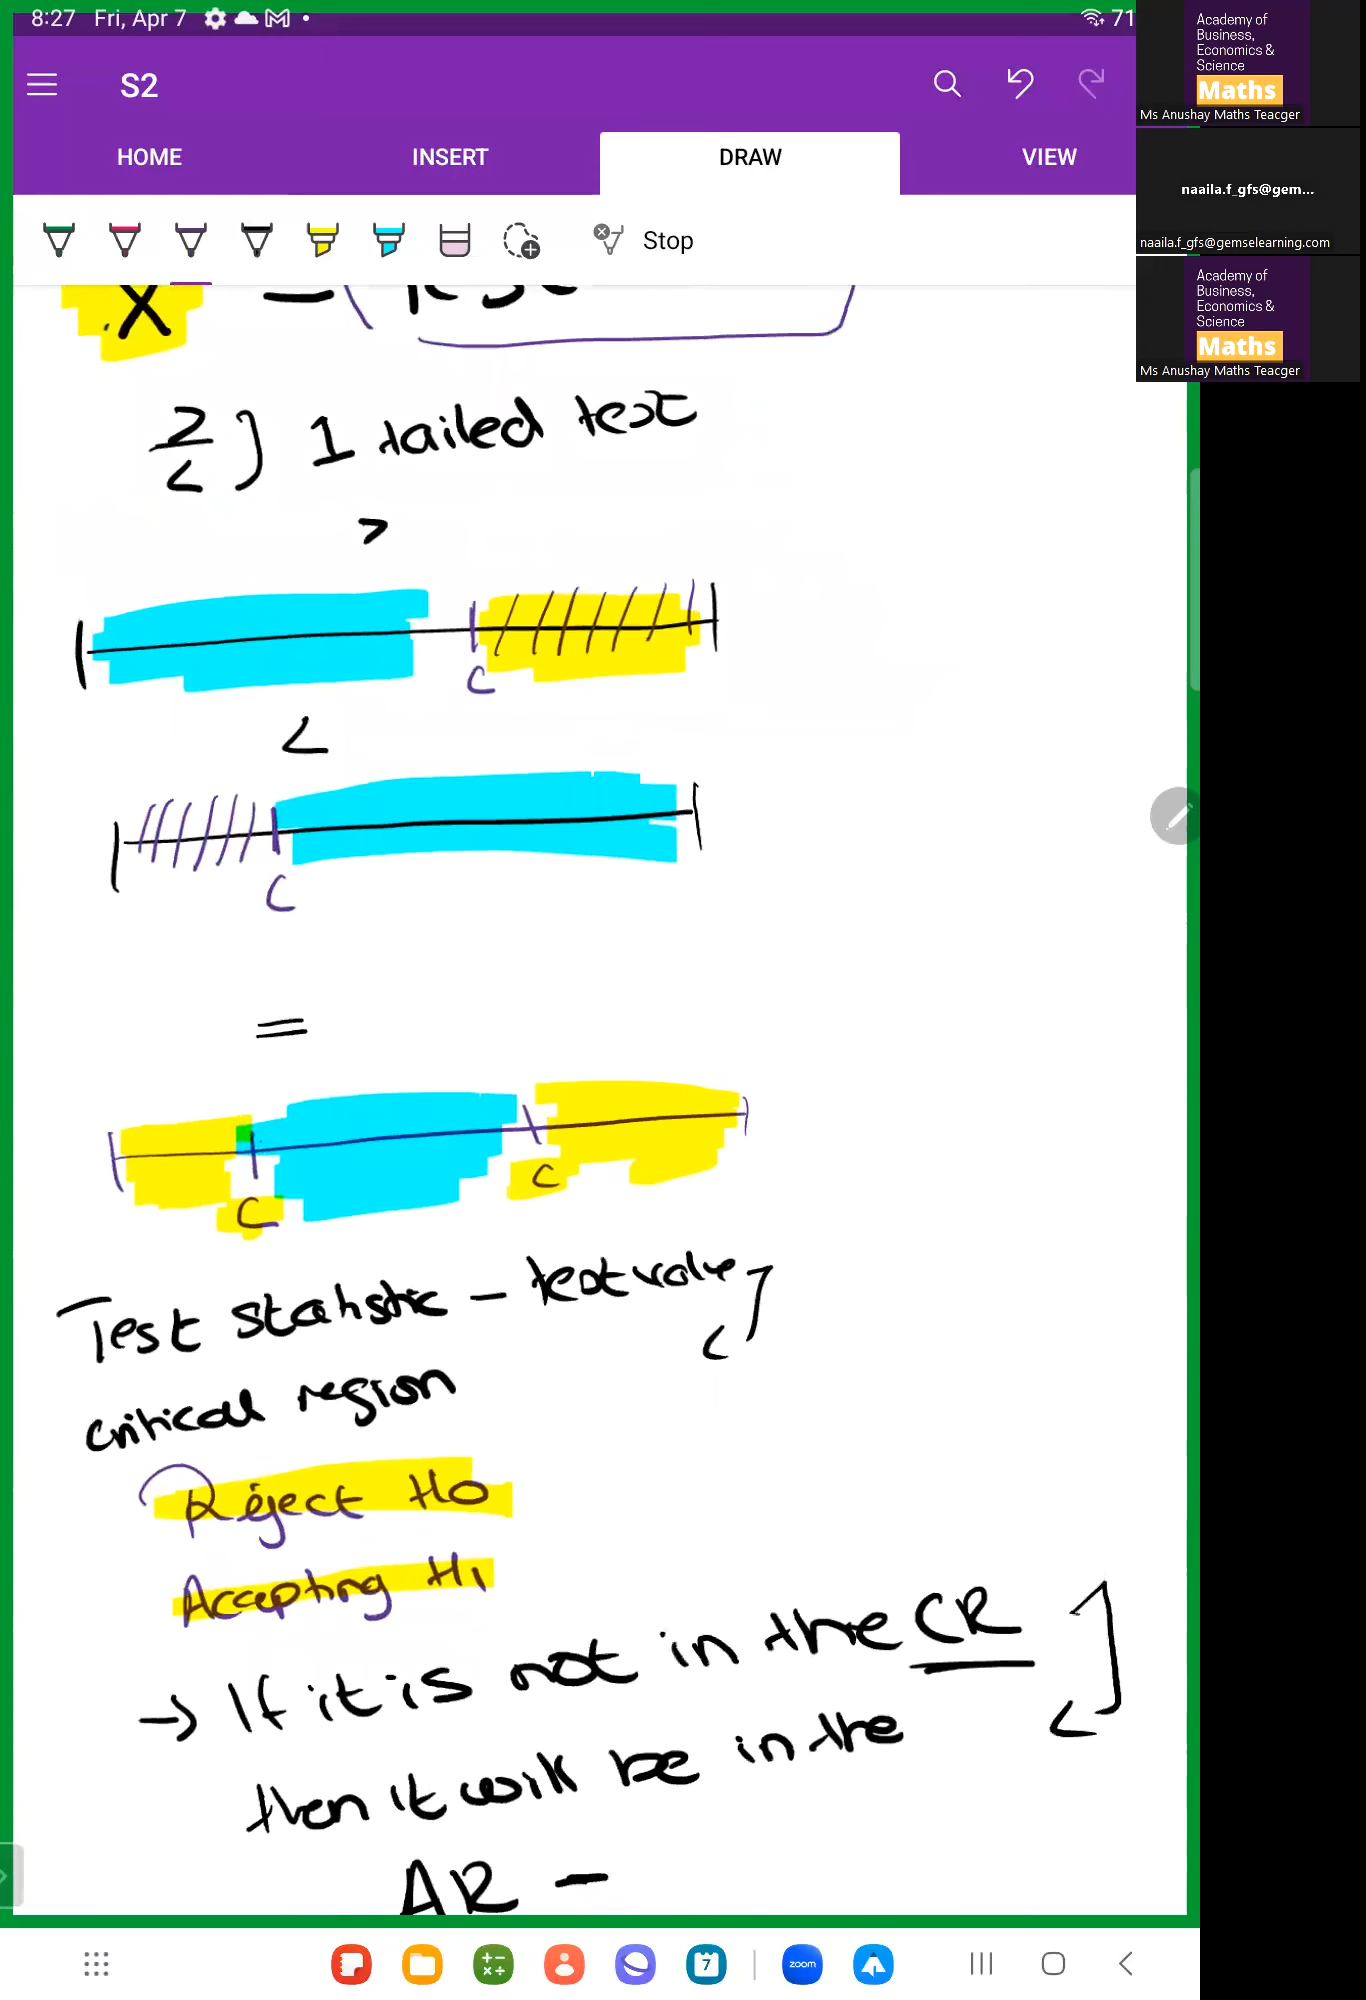 8:27 Fri, Apr 7
71
S2
HOME INSERT DRAW VIEW
Stop
Academy of
Business,
Economics &
Science
Maths
Ms Anushay Maths Teacger
naaila.f_gfs@gem...
naaila.f_gfs@gemselearning.com
Academy of
Business,
Economics &
Science
Maths
Ms Anushay Maths Teacger
X =
1 tailed test
>
C
<
C
=
C
C
Test statistic - test value
critical region
Reject H0
Accepting H1
→ If it is not in the CR
then it will be in the
AR -
7
zoom